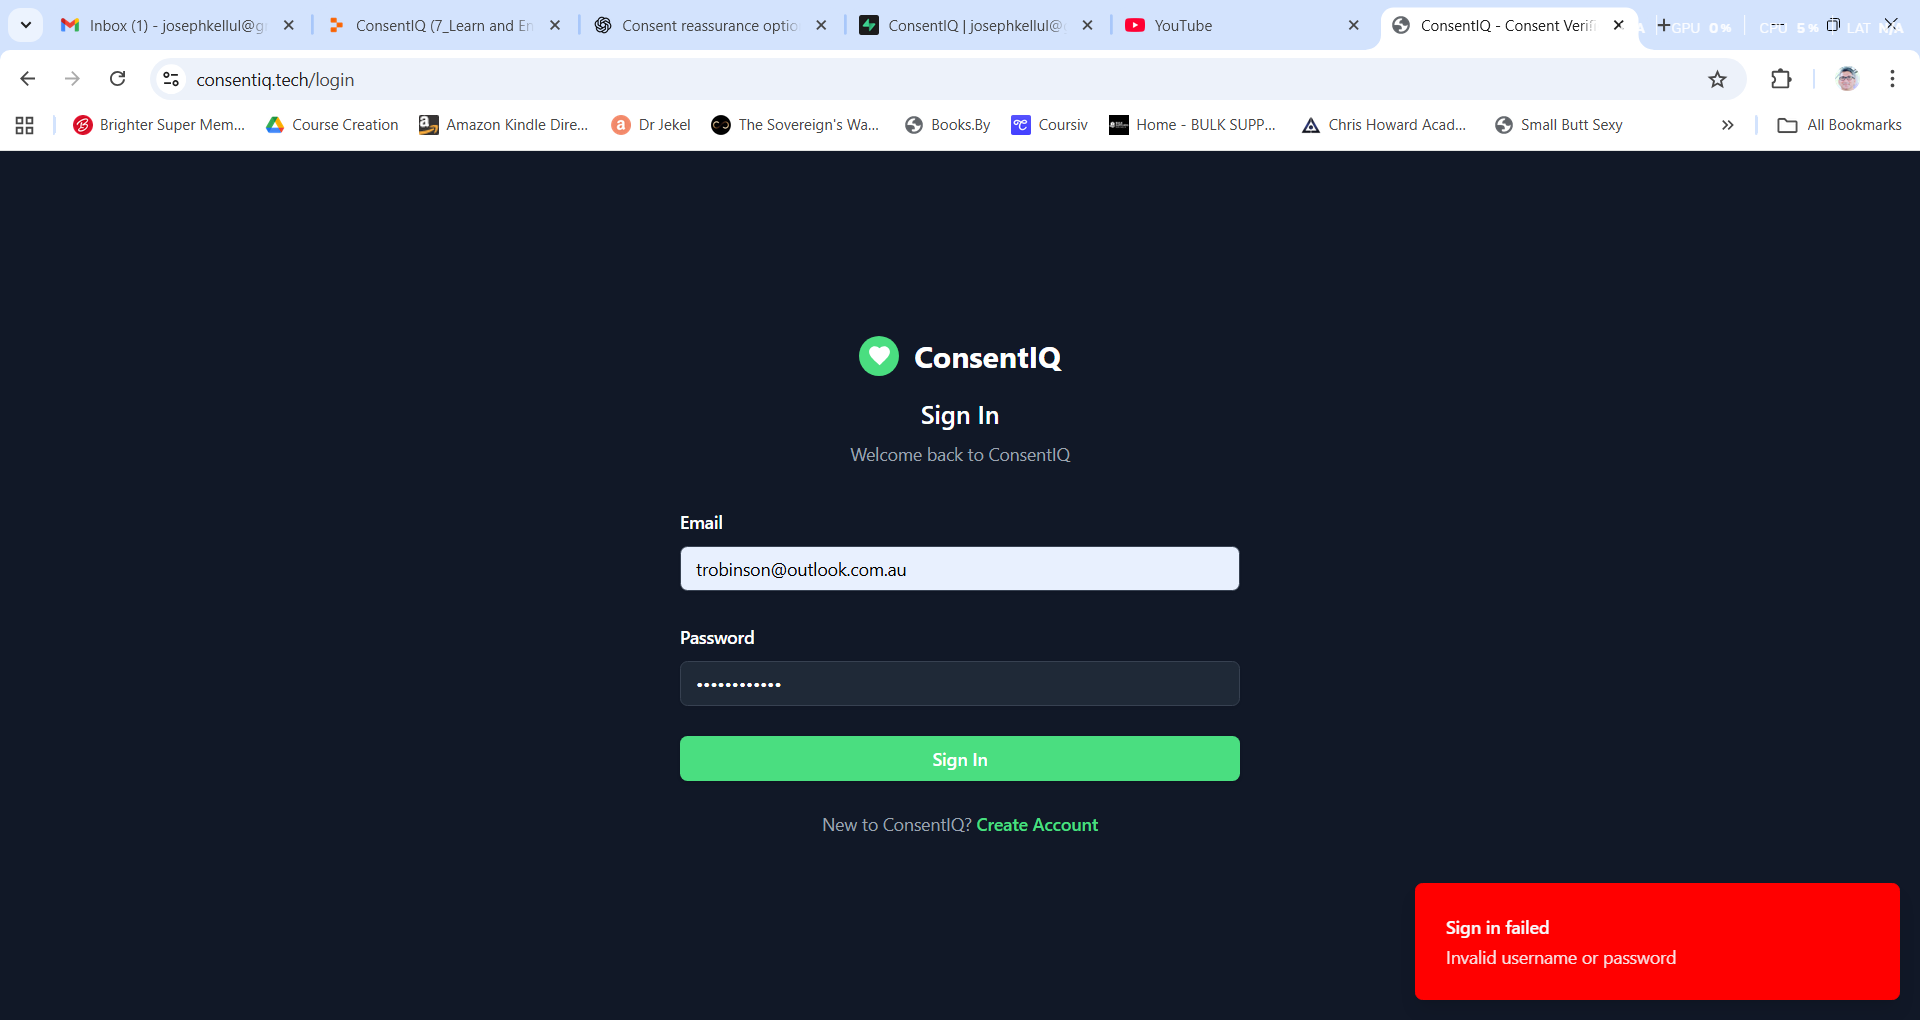 Inbox (1) - josephkellul@gr
ConsentIQ (7_Learn and En
Consent reassurance optio
ConsentIQ | josephkellul@g
YouTube
ConsentIQ - Consent Verifi
GPU 0%
CPU 5%
LAT N/A
consentiq.tech/login
Brighter Super Mem...
Course Creation
Amazon Kindle Dire...
Dr Jekel
The Sovereign's Wa...
Books.By
Coursiv
Home - BULK SUPP...
Chris Howard Acad...
Small Butt Sexy
All Bookmarks
ConsentIQ
Sign In
Welcome back to ConsentIQ
Email
trobinson@outlook.com.au
Password
••••••••••••
Sign In
New to ConsentIQ? Create Account
Sign in failed
Invalid username or password